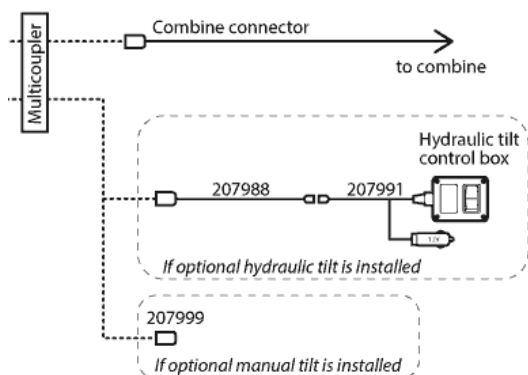 Multicoupler
Combine connector
to combine
Hydraulic tilt
control box
207988
207991
12V
If optional hydraulic tilt is installed
207999
If optional manual tilt is installed